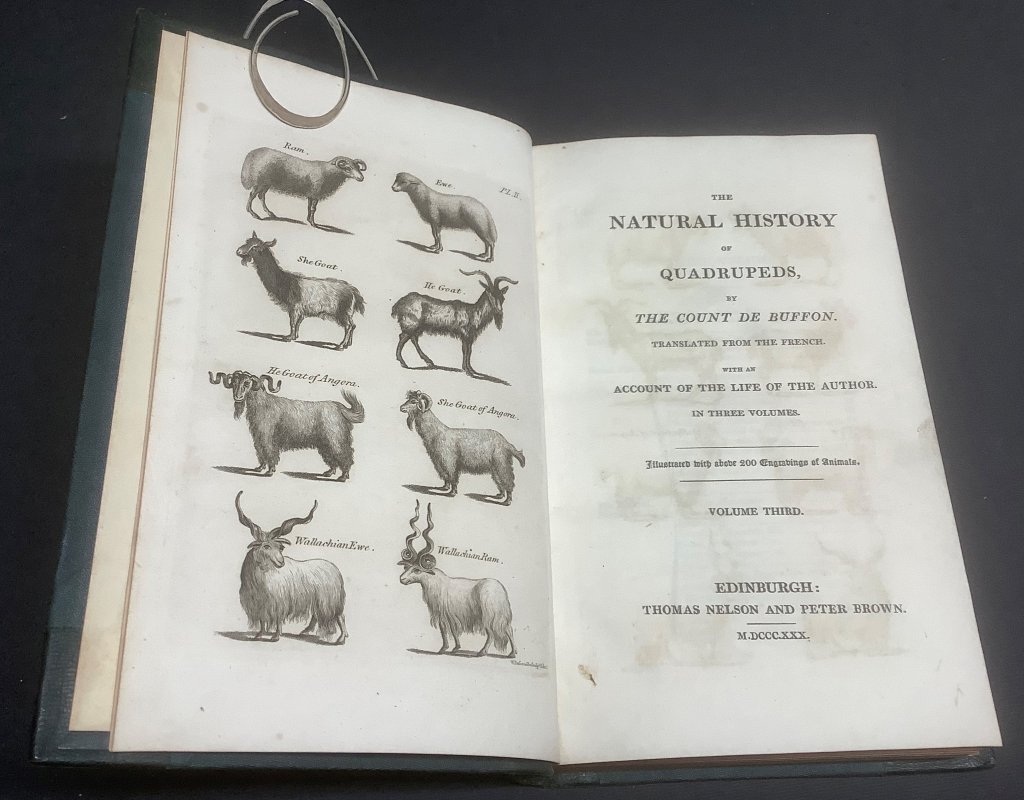 Ram.
Ewe.
Pl. II.
She Goat.
He Goat.
He Goat of Angora.
She Goat of Angora.
Wallachian Ewe.
Wallachian Ram.
THE
NATURAL HISTORY
OF
QUADRUPEDS,
BY
THE COUNT DE BUFFON.
TRANSLATED FROM THE FRENCH.
WITH AN
ACCOUNT OF THE LIFE OF THE AUTHOR.
IN THREE VOLUMES.
Illustrated with above 200 Engravings of Animals.
VOLUME THIRD.
EDINBURGH:
THOMAS NELSON AND PETER BROWN.
M.DCCC.XXX.